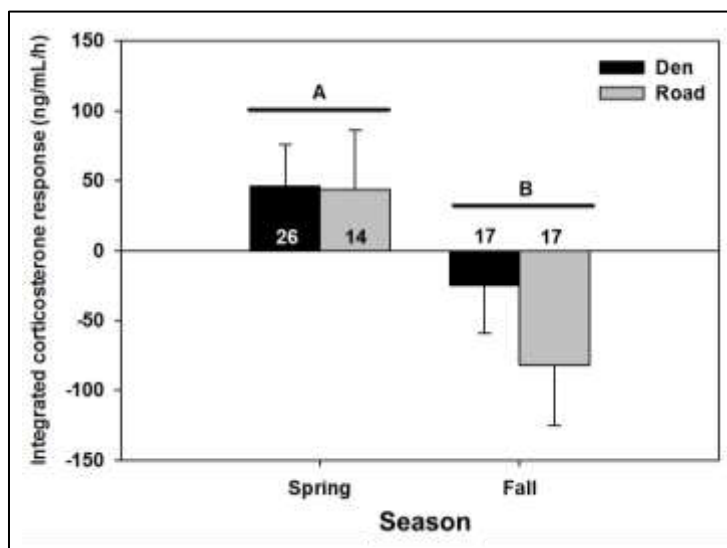 Integrated corticosterone response (ng/mL/h)
150
100
50
0
-50
-100
-150
Den
Road
A
B
26
14
17
17
Spring
Fall
Season